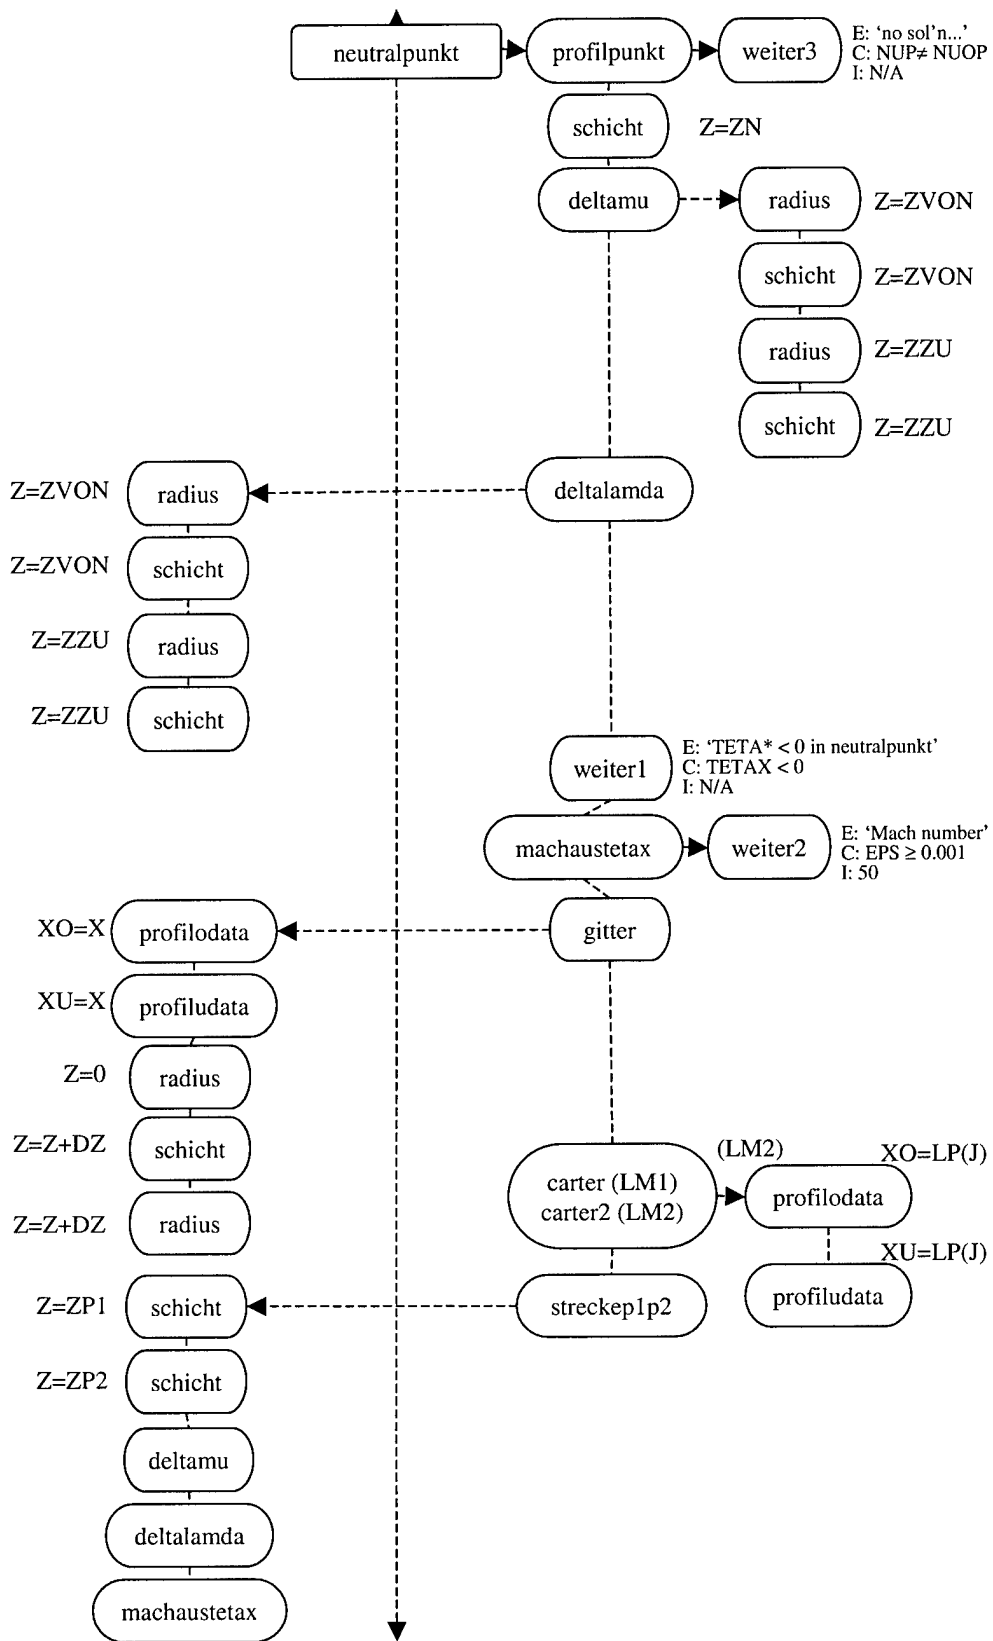 neutralpunkt
profilpunkt
weiter3
E: ‘no sol’n...’
C: NUP≠ NUOP
I: N/A
schicht
Z=ZN
deltamu
radius
Z=ZVON
schicht
Z=ZVON
radius
Z=ZZU
schicht
Z=ZZU
deltalamda
Z=ZVON
radius
Z=ZVON
schicht
Z=ZZU
radius
Z=ZZU
schicht
weiter1
E: ‘TETA* < 0 in neutralpunkt’
C: TETAX < 0
I: N/A
machaustetax
weiter2
E: ‘Mach number’
C: EPS ≥ 0.001
I: 50
gitter
XO=X
profilodata
XU=X
profiludata
Z=0
radius
Z=Z+DZ
schicht
Z=Z+DZ
radius
carter (LM1)
carter2 (LM2)
(LM2)
XO=LP(J)
profilodata
XU=LP(J)
profiludata
streckep1p2
Z=ZP1
schicht
Z=ZP2
schicht
deltamu
deltalamda
machaustetax